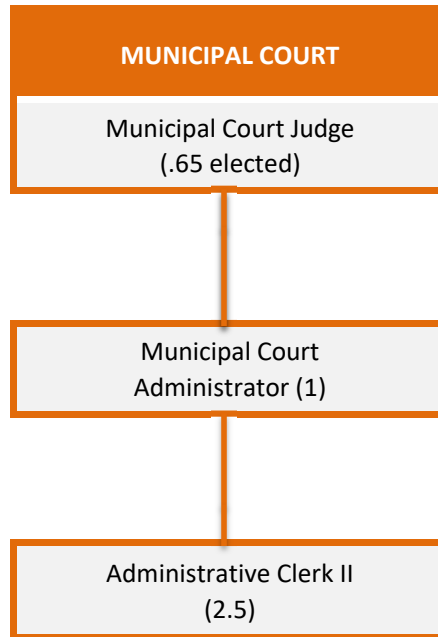 MUNICIPAL COURT
Municipal Court Judge
(.65 elected)
Municipal Court
Administrator (1)
Administrative Clerk II
(2.5)